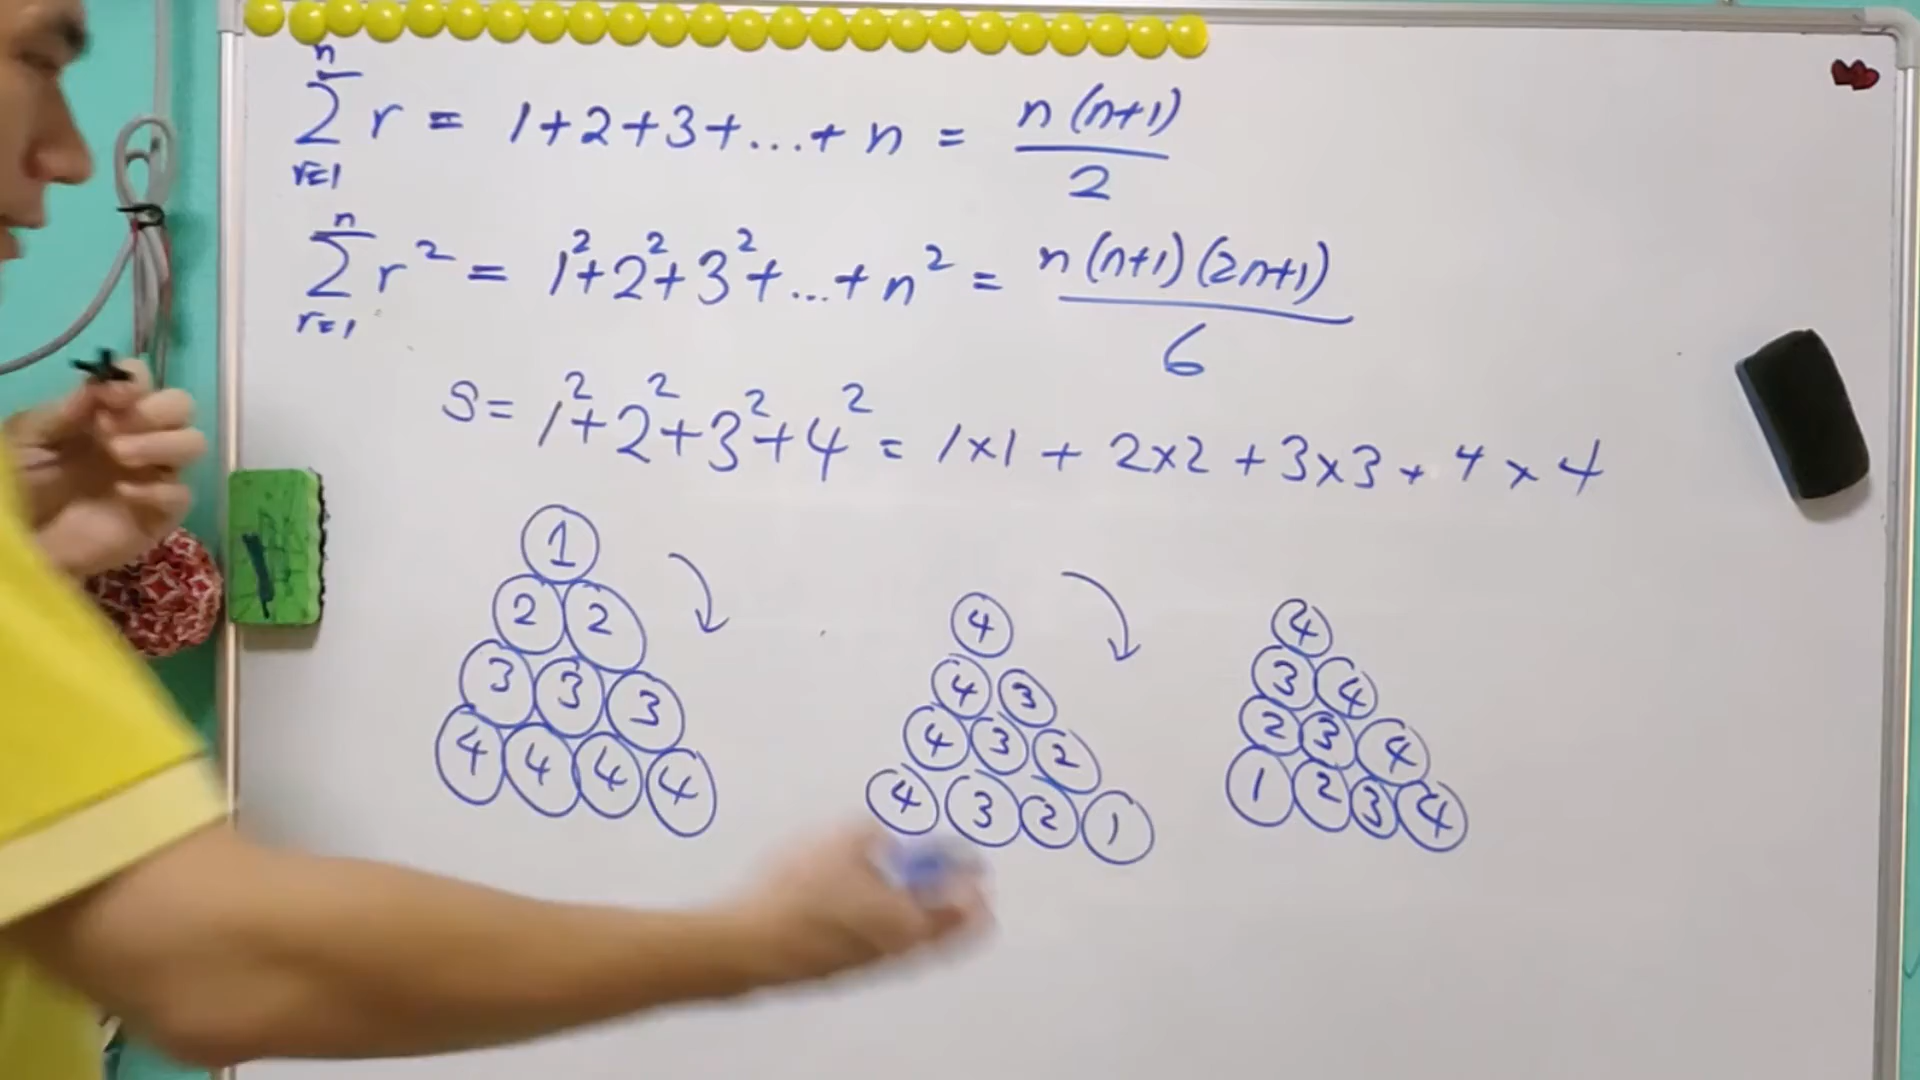 n
∑ r = 1+2+3+...+ n = n(n+1)/2
r=1
n
∑ r² = 1²+2²+3²+...+n² = n(n+1)(2n+1)/6
r=1
S = 1²+2²+3²+4² = 1×1 + 2×2 + 3×3 + 4×4
1
2 2
3 3 3
4 4 4 4
4
4 3
4 3 2
4 3 2 1
4
3 4
2 3 4
1 2 3 4